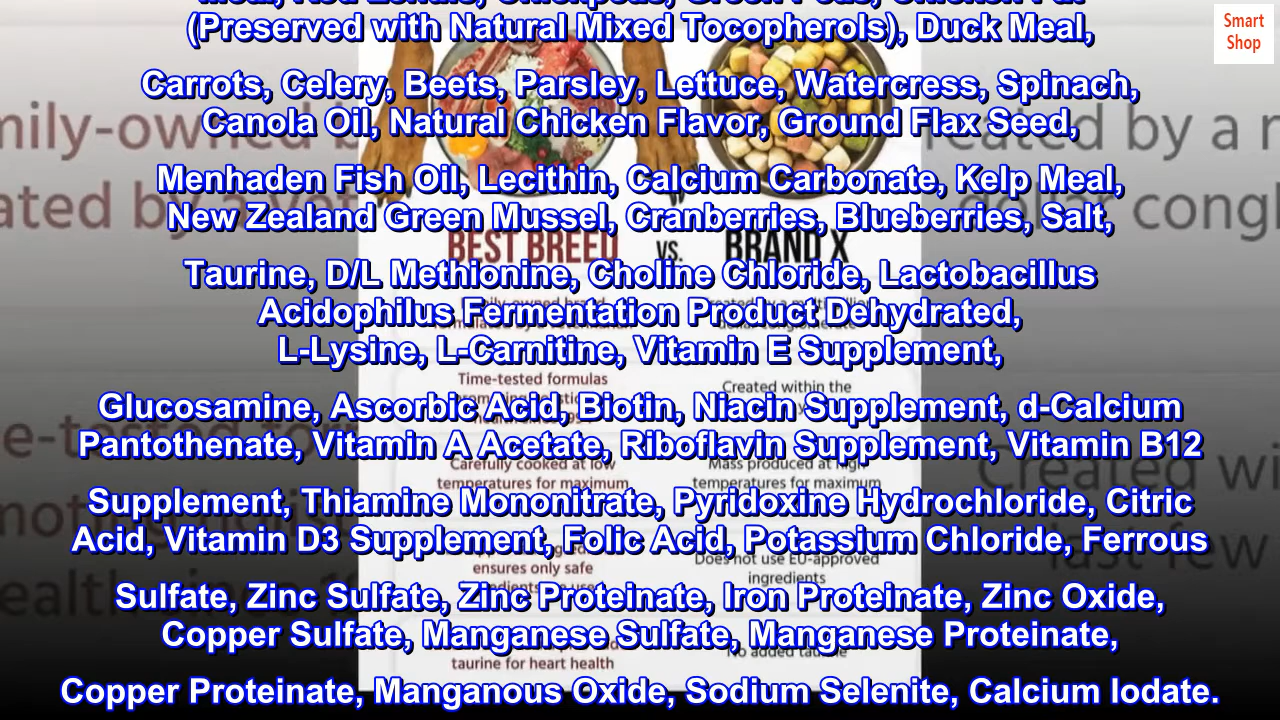 (Preserved with Natural Mixed Tocopherols), Duck Meal,
Smart
Shop
Carrots, Celery, Beets, Parsley, Lettuce, Watercress, Spinach,
Canola Oil, Natural Chicken Flavor, Ground Flax Seed,
Menhaden Fish Oil, Lecithin, Calcium Carbonate, Kelp Meal,
New Zealand Green Mussel, Cranberries, Blueberries, Salt,
BEST BREED vs. BRAND X
Taurine, D/L Methionine, Choline Chloride, Lactobacillus
Acidophilus Fermentation Product Dehydrated,
L-Lysine, L-Carnitine, Vitamin E Supplement,
Time-tested formulas
Created within the
Glucosamine, Ascorbic Acid, Biotin, Niacin Supplement, d-Calcium
Pantothenate, Vitamin A Acetate, Riboflavin Supplement, Vitamin B12
Carefully cooked at low
temperatures for maximum
Mass produced at high
temperatures for maximum
Supplement, Thiamine Mononitrate, Pyridoxine Hydrochloride, Citric
Acid, Vitamin D3 Supplement, Folic Acid, Potassium Chloride, Ferrous
ensures only safe
Does not use EU-approved
ingredients
Sulfate, Zinc Sulfate, Zinc Proteinate, Iron Proteinate, Zinc Oxide,
Copper Sulfate, Manganese Sulfate, Manganese Proteinate,
taurine for heart health
No added taurine
Copper Proteinate, Manganous Oxide, Sodium Selenite, Calcium Iodate.